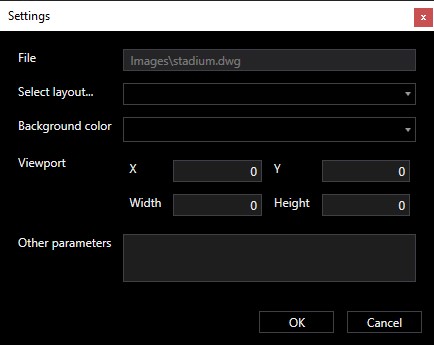 Settings
x
File Images\stadium.dwg
Select layout...
Background color
Viewport X 0 Y 0
Width 0 Height 0
Other parameters
OK Cancel